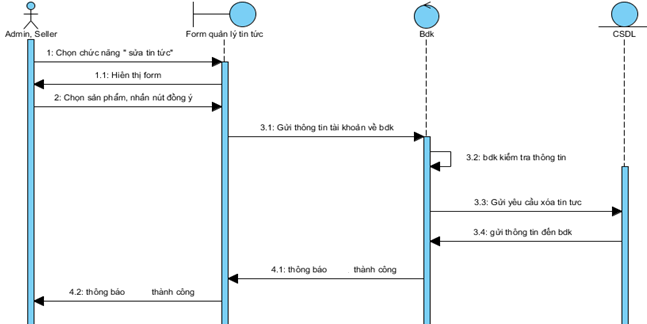 Admin, Seller
Form quản lý tin tức
Bdk
CSDL
1: Chọn chức năng " sửa tin tức"
1.1: Hiên thị form
2: Chọn sản phẩm, nhấn nút đồng ý
3.1: Gửi thông tin tài khoản về bdk
3.2: bdk kiểm tra thông tin
3.3: Gửi yêu cầu xóa tin tưc
3.4: gửi thông tin đến bdk
4.1: thông báo thành công
4.2: thông báo thành công